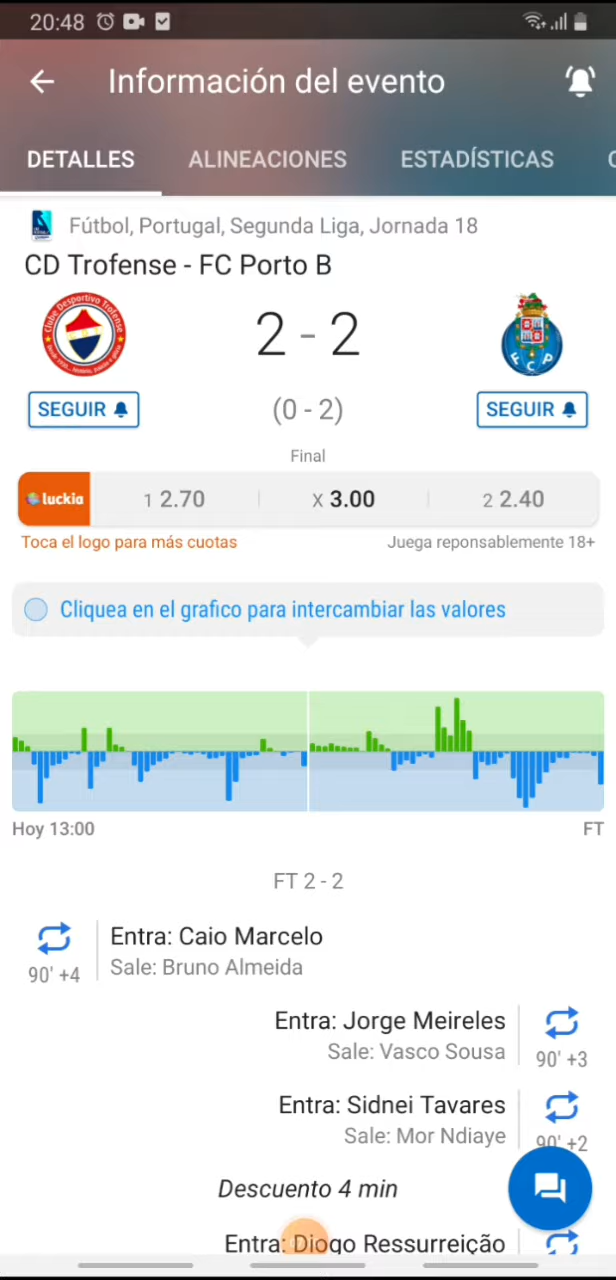 20:48
Información del evento
DETALLES ALINEACIONES ESTADÍSTICAS
Fútbol, Portugal, Segunda Liga, Jornada 18
CD Trofense - FC Porto B
2 - 2
SEGUIR (0 - 2) SEGUIR
Final
luckia 1 2.70 X 3.00 2 2.40
Toca el logo para más cuotas Juega reponsablemente 18+
Cliquea en el grafico para intercambiar las valores
Hoy 13:00 FT
FT 2 - 2
Entra: Caio Marcelo
Sale: Bruno Almeida
90' +4
Entra: Jorge Meireles
Sale: Vasco Sousa
90' +3
Entra: Sidnei Tavares
Sale: Mor Ndiaye
90' +2
Descuento 4 min
Entra: Diogo Ressurreição